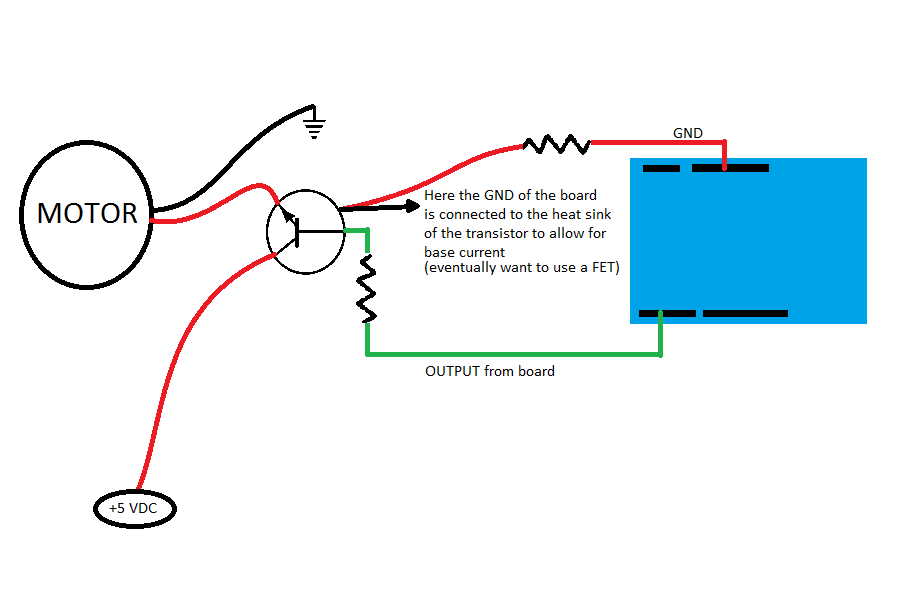 GND
Here the GND of the board
is connected to the heat sink
of the transistor to allow for
base current
(eventually want to use a FET)
MOTOR
OUTPUT from board
+5 VDC